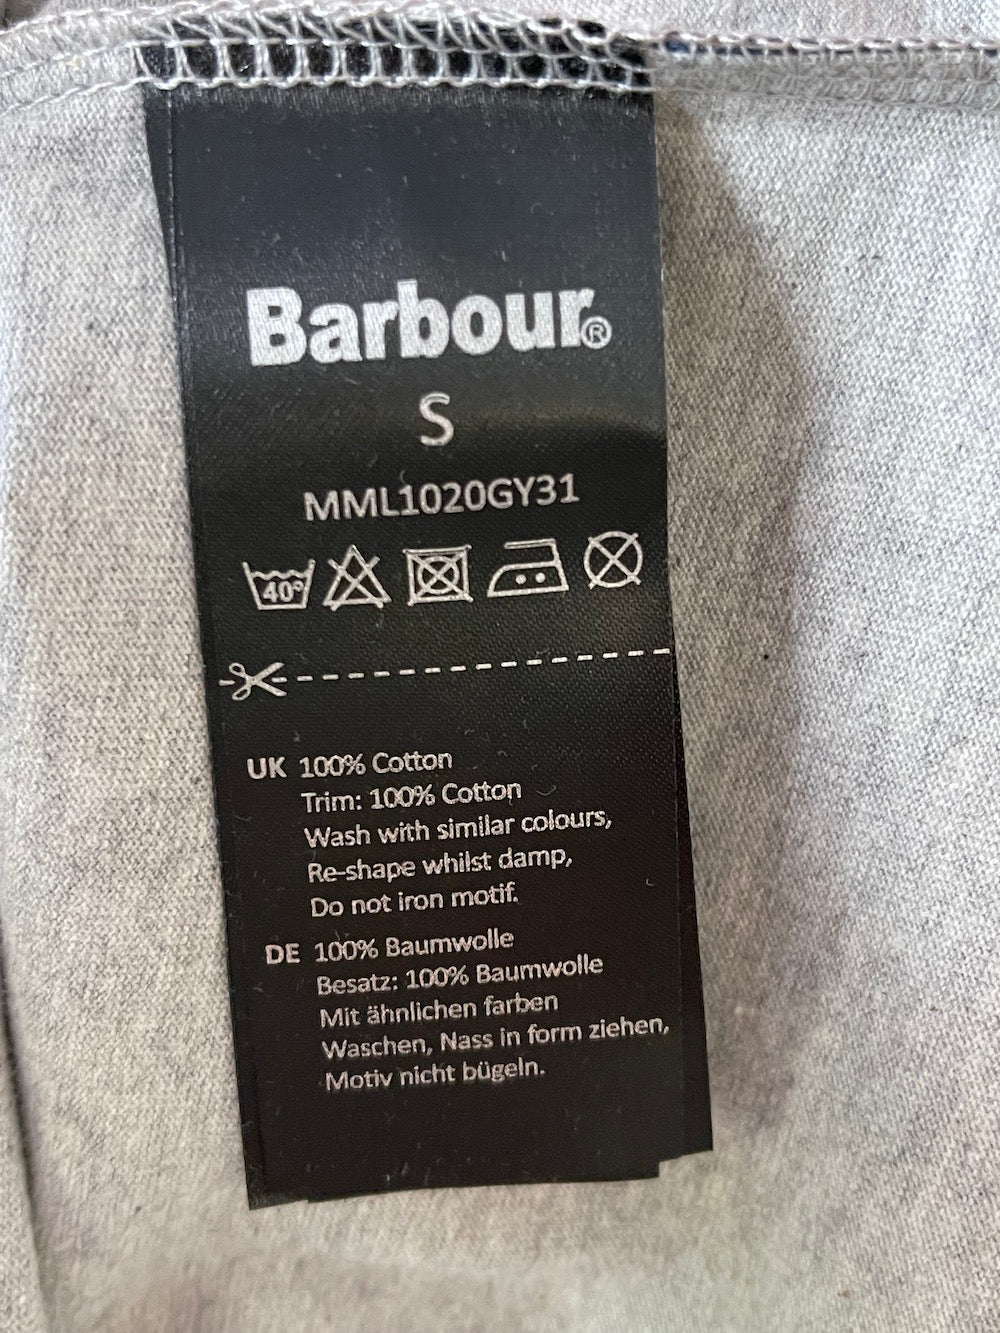 Barbour®
S
MML1020GY31
40°
UK 100% Cotton
Trim: 100% Cotton
Wash with similar colours,
Re-shape whilst damp,
Do not iron motif.
DE 100% Baumwolle
Besatz: 100% Baumwolle
Mit ähnlichen farben
Waschen, Nass in form ziehen,
Motiv nicht bügeln.